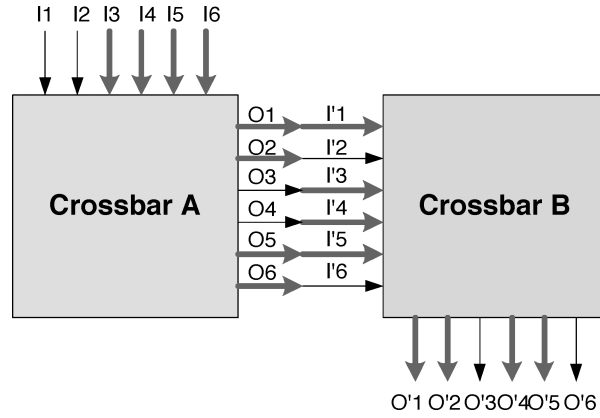 I1 I2 I3 I4 I5 I6
O1 I'1
O2 I'2
O3 I'3
O4 I'4
O5 I'5
O6 I'6
Crossbar A
Crossbar B
O'1 O'2 O'3 O'4 O'5 O'6